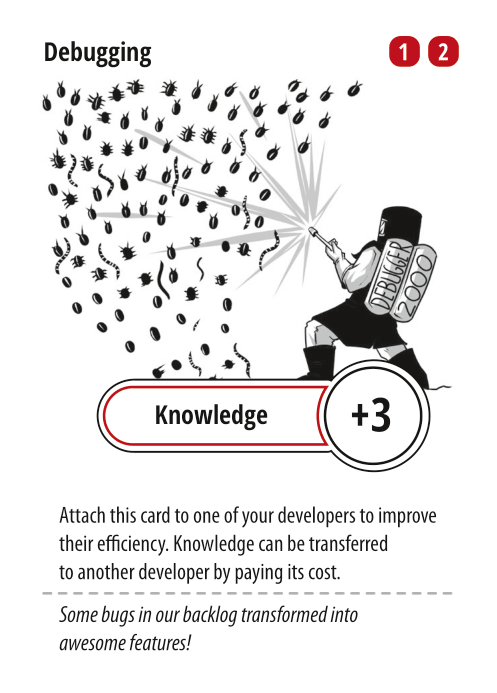 Debugging 1 2
DEBUGGER
2000
Knowledge +3
Attach this card to one of your developers to improve
their efficiency. Knowledge can be transferred
to another developer by paying its cost.
Some bugs in our backlog transformed into
awesome features!